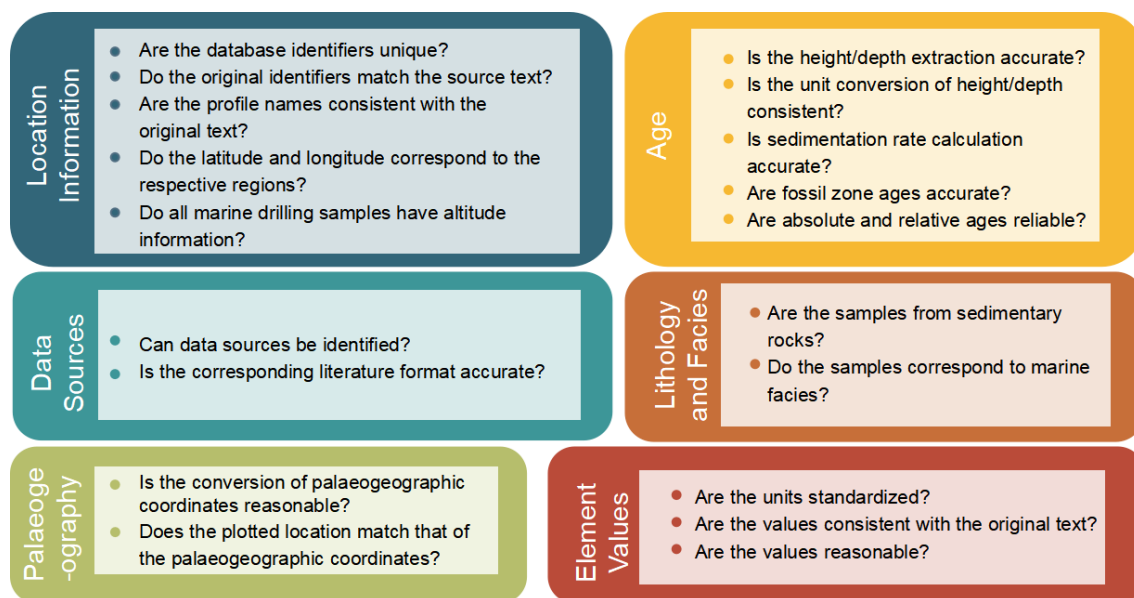 Location
Information
Are the database identifiers unique?
Do the original identifiers match the source text?
Are the profile names consistent with the
original text?
Do the latitude and longitude correspond to the
respective regions?
Do all marine drilling samples have altitude
information?
Age
Is the height/depth extraction accurate?
Is the unit conversion of height/depth
consistent?
Is sedimentation rate calculation
accurate?
Are fossil zone ages accurate?
Are absolute and relative ages reliable?
Data
Sources
Can data sources be identified?
Is the corresponding literature format accurate?
Lithology
and Facies
Are the samples from sedimentary
rocks?
Do the samples correspond to marine
facies?
Palaeoge
-ography
Is the conversion of palaeogeographic
coordinates reasonable?
Does the plotted location match that of
the palaeogeographic coordinates?
Element
Values
Are the units standardized?
Are the values consistent with the original text?
Are the values reasonable?